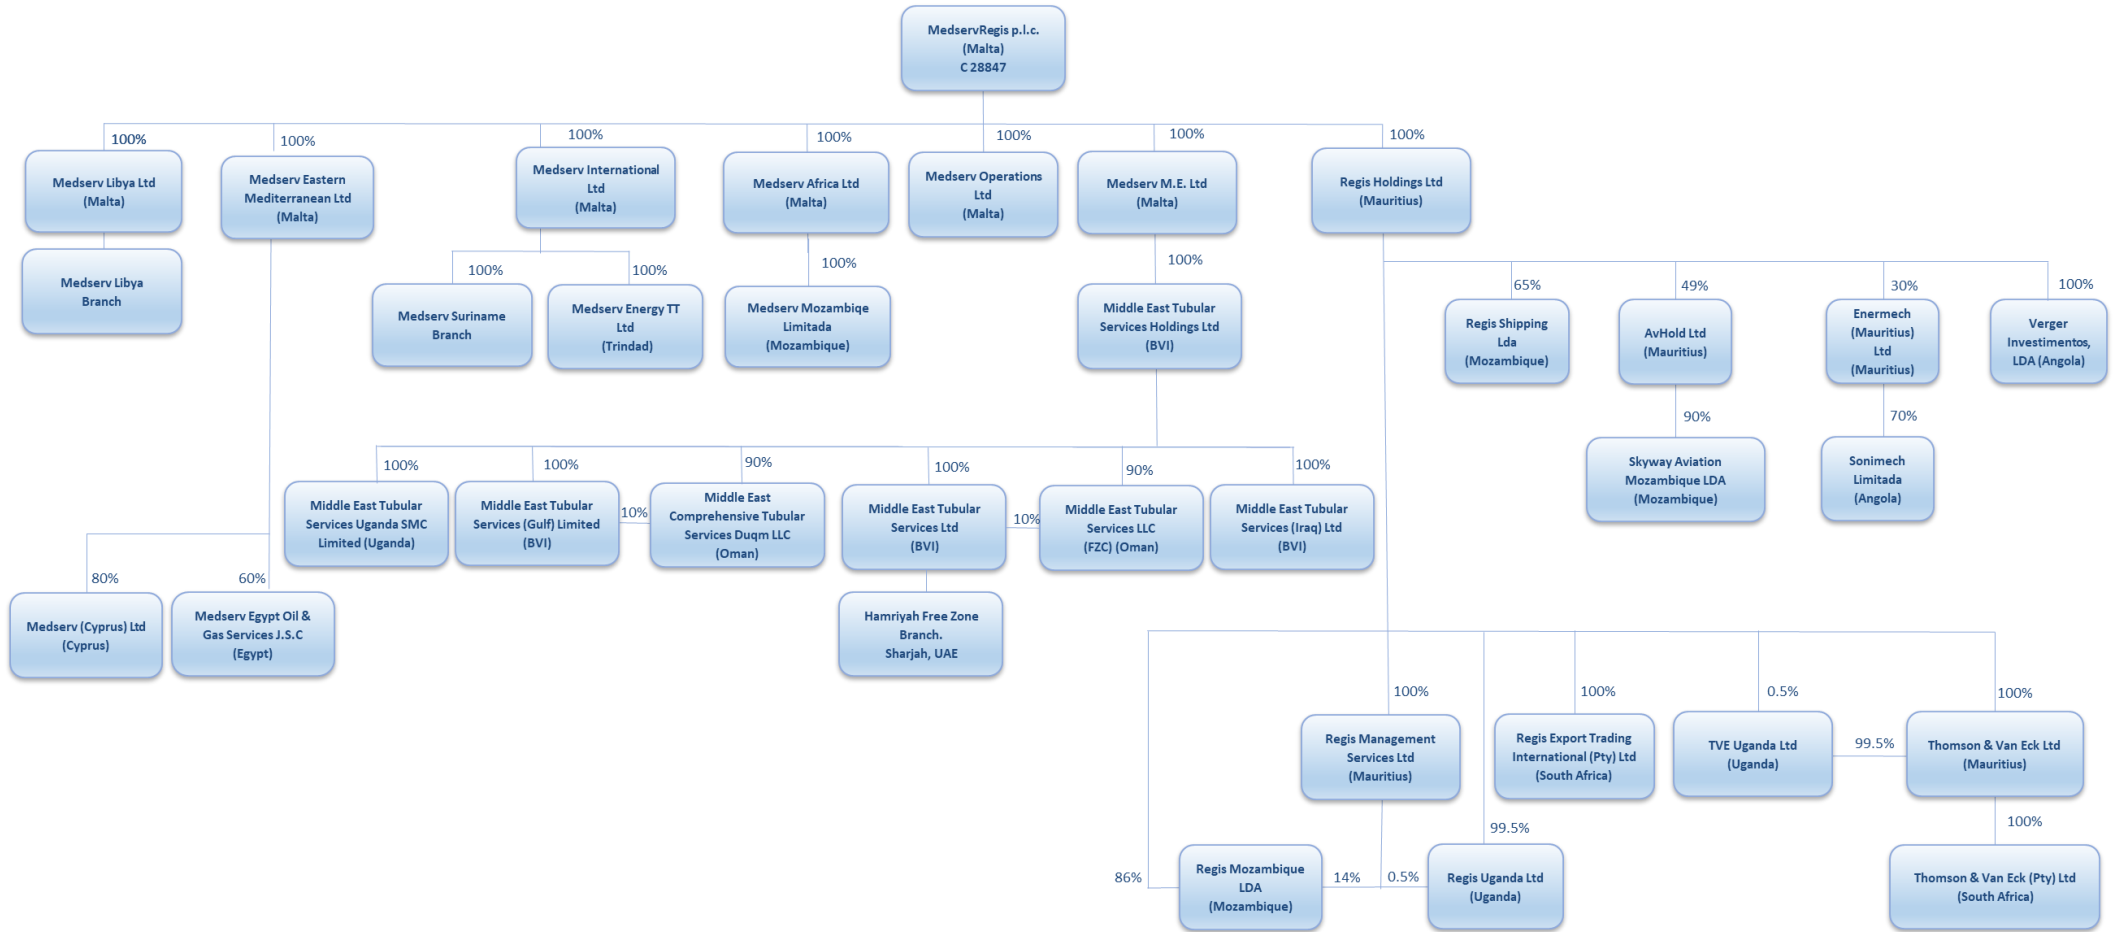 MedservRegis p.l.c.
(Malta)
C 28847
100%
100%
100%
100%
100%
100%
100%
Medserv Libya Ltd
(Malta)
Medserv Eastern
Mediterranean Ltd
(Malta)
Medserv International
Ltd
(Malta)
Medserv Africa Ltd
(Malta)
Medserv Operations
Ltd
(Malta)
Medserv M.E. Ltd
(Malta)
Regis Holdings Ltd
(Mauritius)
Medserv Libya
Branch
100%
100%
100%
100%
65%
49%
30%
100%
Medserv Suriname
Branch
Medserv Energy TT
Ltd
(Trindad)
Medserv Mozambiqe
Limitada
(Mozambique)
Middle East Tubular
Services Holdings Ltd
(BVI)
Regis Shipping
Lda
(Mozambique)
AvHold Ltd
(Mauritius)
Enermech
(Mauritius)
Ltd
(Mauritius)
Verger
Investimentos,
LDA (Angola)
90%
70%
Skyway Aviation
Mozambique LDA
(Mozambique)
Sonimech
Limitada
(Angola)
100%
100%
90%
100%
90%
100%
Middle East Tubular
Services Uganda SMC
Limited (Uganda)
Middle East Tubular
Services (Gulf) Limited
(BVI)
10%
Middle East
Comprehensive Tubular
Services Duqm LLC
(Oman)
Middle East Tubular
Services Ltd
(BVI)
10%
Middle East Tubular
Services LLC
(FZC) (Oman)
Middle East Tubular
Services (Iraq) Ltd
(BVI)
80%
60%
Medserv (Cyprus) Ltd
(Cyprus)
Medserv Egypt Oil &
Gas Services J.S.C
(Egypt)
Hamriyah Free Zone
Branch.
Sharjah, UAE
100%
100%
0.5%
100%
Regis Management
Services Ltd
(Mauritius)
Regis Export Trading
International (Pty) Ltd
(South Africa)
TVE Uganda Ltd
(Uganda)
99.5%
Thomson & Van Eck Ltd
(Mauritius)
99.5%
100%
86%
Regis Mozambique
LDA
(Mozambique)
14%
0.5%
Regis Uganda Ltd
(Uganda)
Thomson & Van Eck (Pty) Ltd
(South Africa)